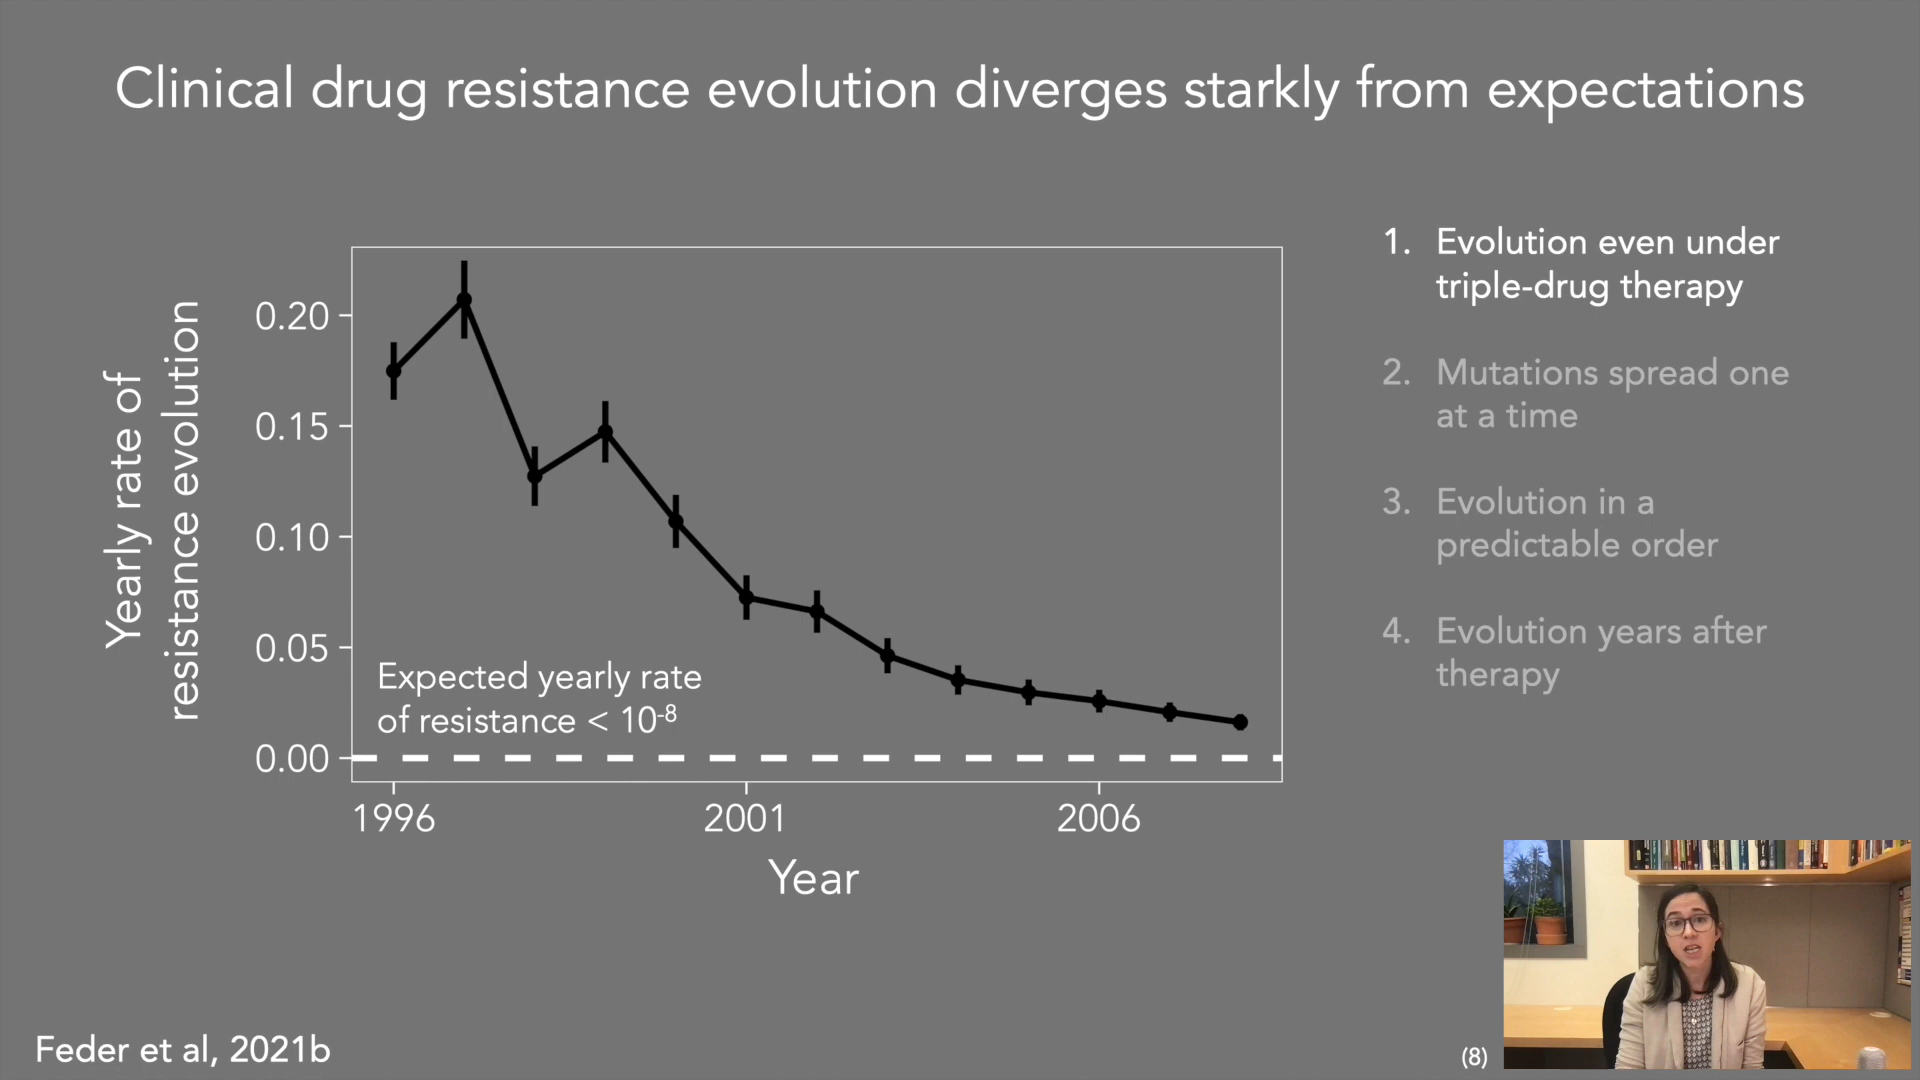 Clinical drug resistance evolution diverges starkly from expectations
Yearly rate of
resistance evolution
0.20
0.15
0.10
0.05
0.00
Expected yearly rate
of resistance < 10⁻⁸
1996
2001
2006
Year
1. Evolution even under
triple-drug therapy
2. Mutations spread one
at a time
3. Evolution in a
predictable order
4. Evolution years after
therapy
Feder et al, 2021b
(8)